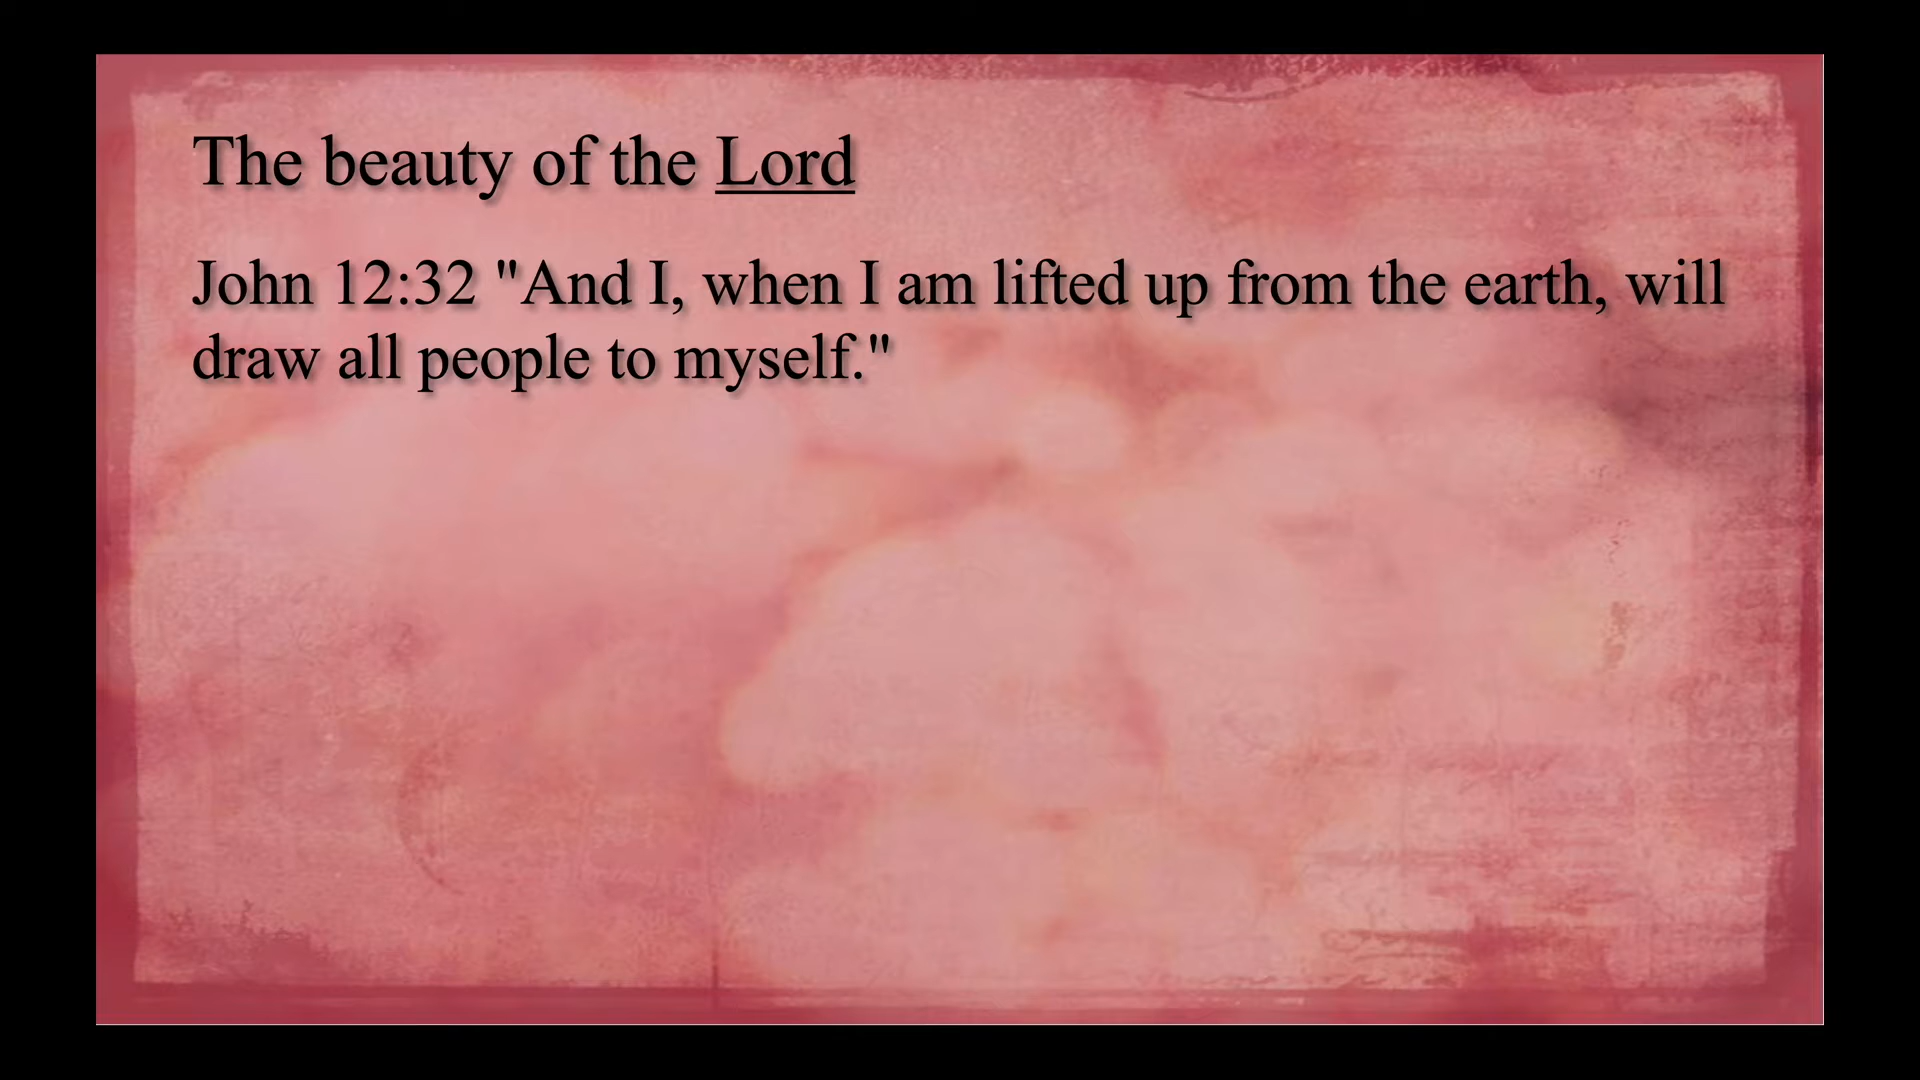 The beauty of the Lord
John 12:32 "And I, when I am lifted up from the earth, will
draw all people to myself."